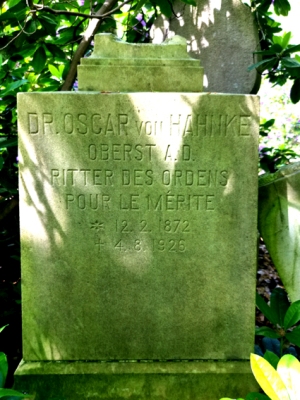 DR. OSCAR von HAHNKE
OBERST A.D.
RITTER DES ORDENS
POUR LE MÉRITE
* 12. 2. 1872
✝ 4. 8. 1926